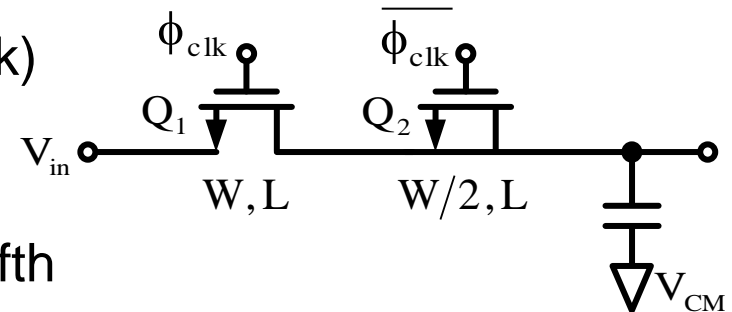 k)
ϕclk
ϕclk
Q1
Q2
Vin
W, L
W/2, L
fth
VCM